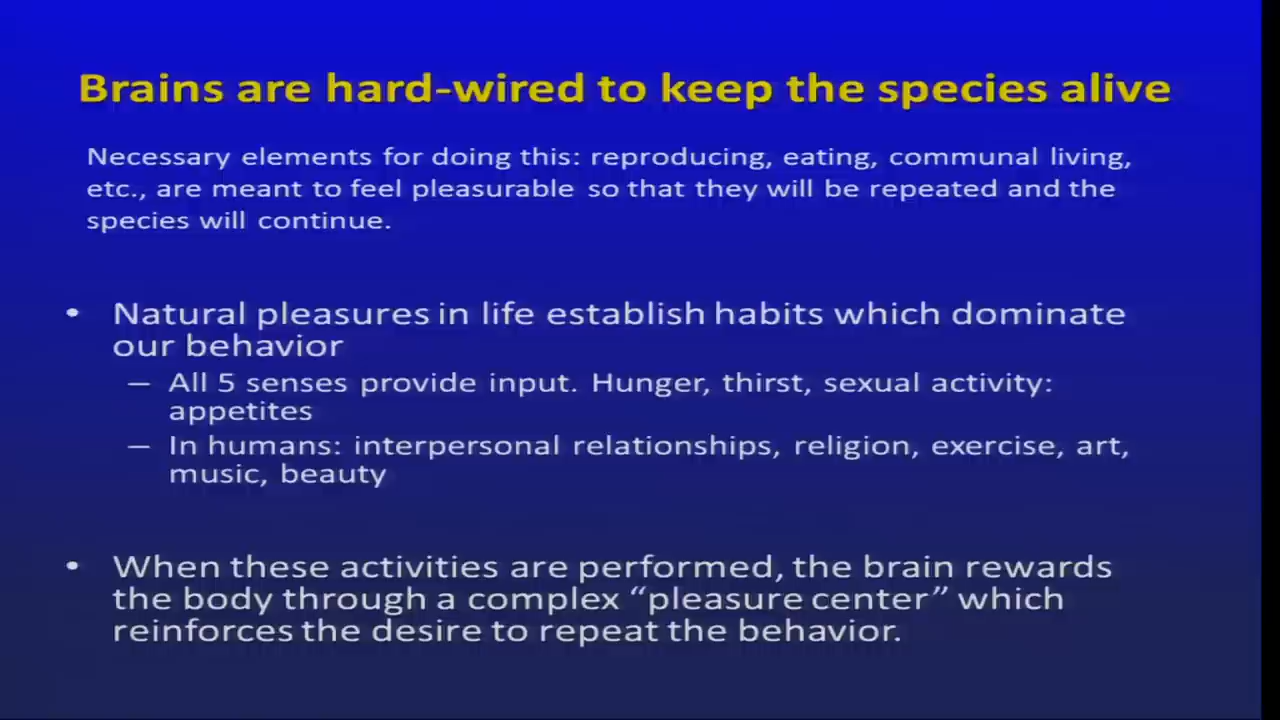 Brains are hard-wired to keep the species alive
Necessary elements for doing this: reproducing, eating, communal living,
etc., are meant to feel pleasurable so that they will be repeated and the
species will continue.
• Natural pleasures in life establish habits which dominate
our behavior
– All 5 senses provide input. Hunger, thirst, sexual activity:
appetites
– In humans: interpersonal relationships, religion, exercise, art,
music, beauty
• When these activities are performed, the brain rewards
the body through a complex “pleasure center” which
reinforces the desire to repeat the behavior.